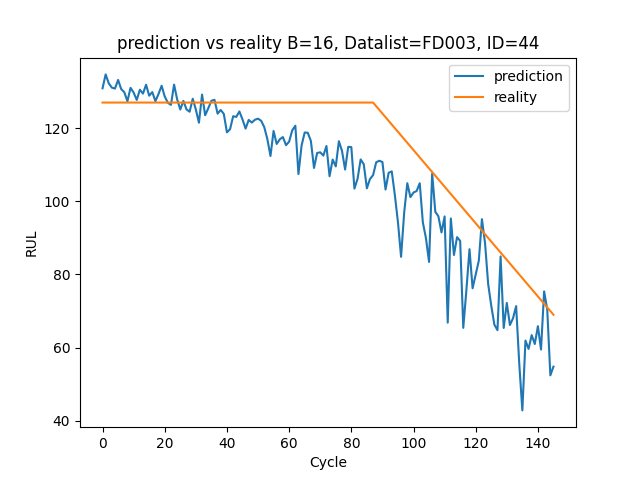 prediction vs reality B=16, Datalist=FD003, ID=44
prediction
reality
120
100
80
60
40
RUL
0 20 40 60 80 100 120 140
Cycle